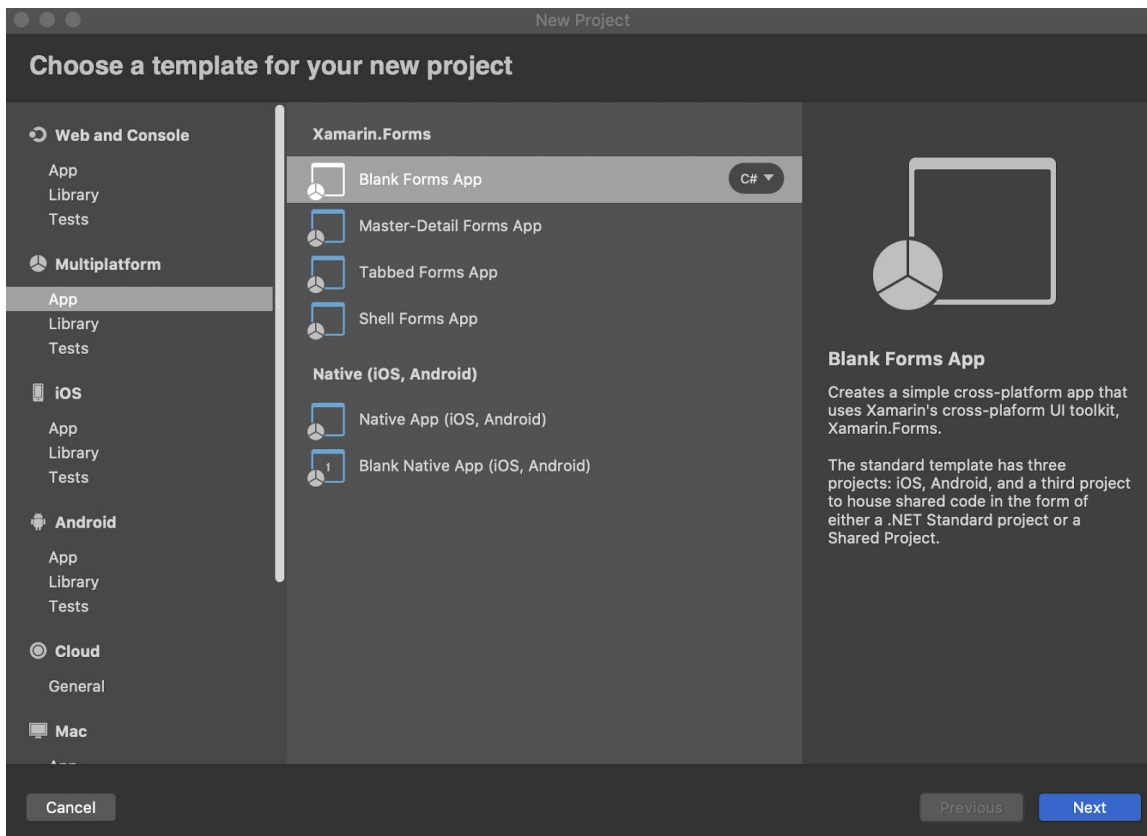 New Project
Choose a template for your new project
Web and Console
App
Library
Tests
Multiplatform
App
Library
Tests
iOS
App
Library
Tests
Android
App
Library
Tests
Cloud
General
Mac
Xamarin.Forms
Blank Forms App
C#
Master-Detail Forms App
Tabbed Forms App
Shell Forms App
Native (iOS, Android)
Native App (iOS, Android)
1
Blank Native App (iOS, Android)
Blank Forms App
Creates a simple cross-platform app that
uses Xamarin's cross-plaform UI toolkit,
Xamarin.Forms.
The standard template has three
projects: iOS, Android, and a third project
to house shared code in the form of
either a .NET Standard project or a
Shared Project.
Cancel
Previous
Next